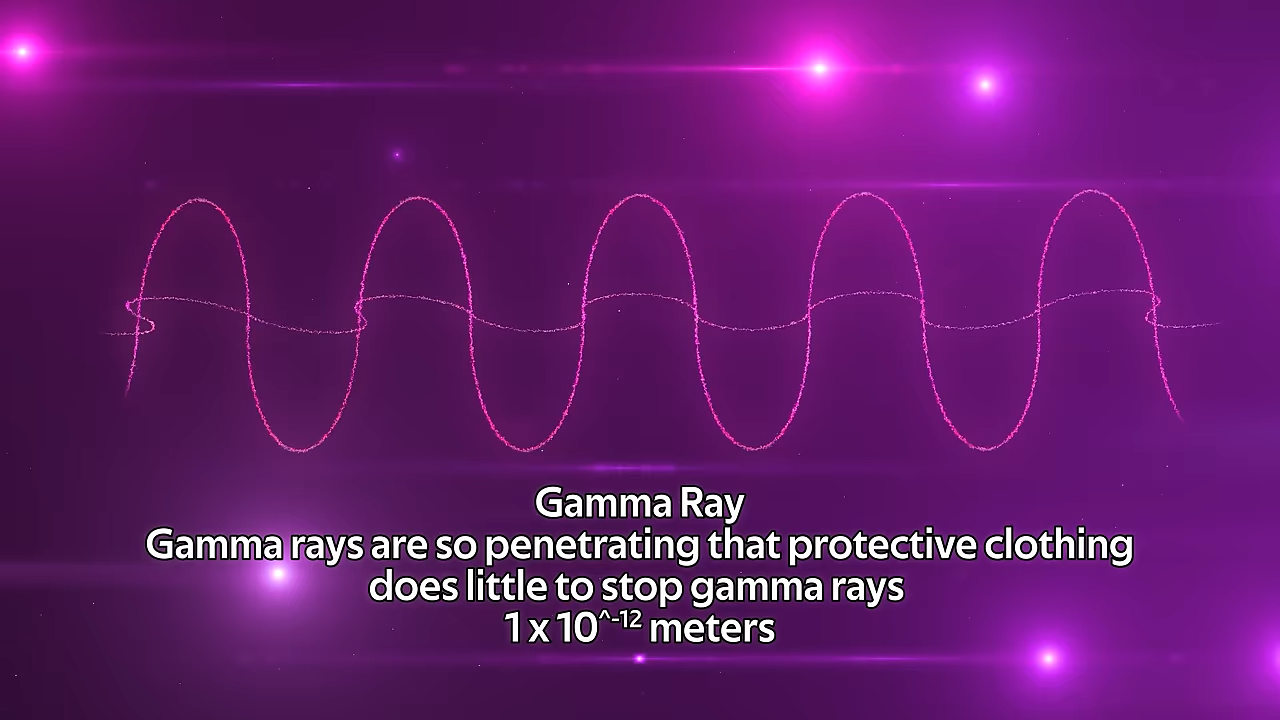 Gamma Ray
Gamma rays are so penetrating that protective clothing
does little to stop gamma rays
1 x 10^-12 meters